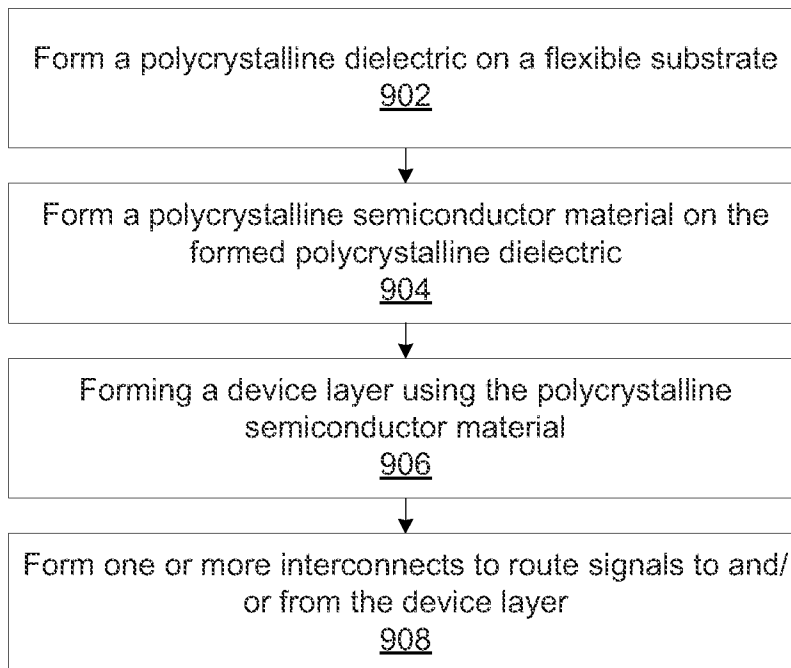 Form a polycrystalline dielectric on a flexible substrate
902
Form a polycrystalline semiconductor material on the
formed polycrystalline dielectric
904
Forming a device layer using the polycrystalline
semiconductor material
906
Form one or more interconnects to route signals to and/
or from the device layer
908